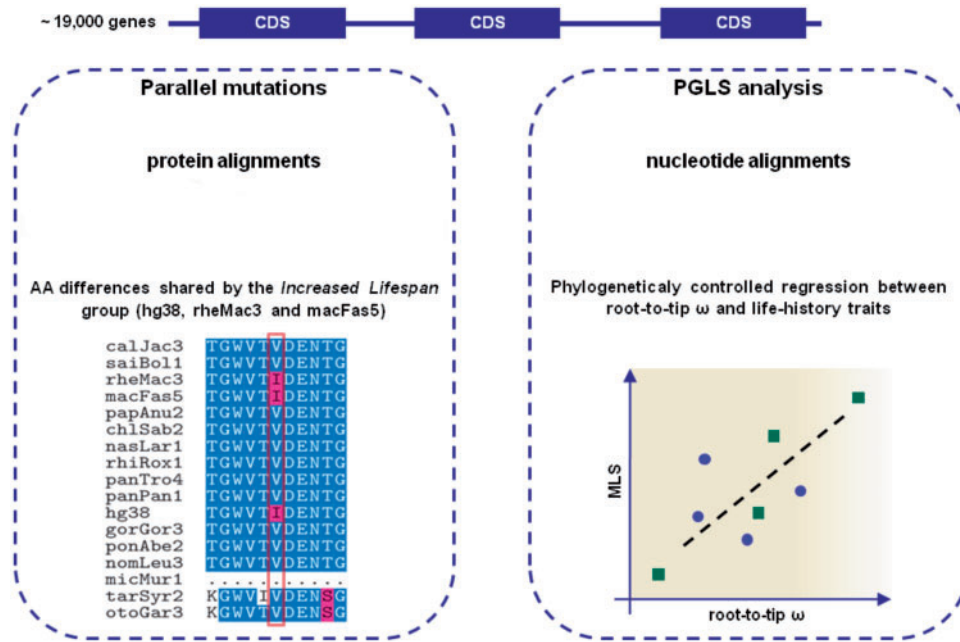 ~ 19,000 genes CDS CDS CDS
Parallel mutations
protein alignments
AA differences shared by the Increased Lifespan
group (hg38, rheMac3 and macFas5)
calJac3 TGWVTVDENTG
saiBol1 TGWVTVDENTG
rheMac3 TGWVTIDENTG
macFas5 TGWVTIDENTG
papAnu2 TGWVTVDENTG
chlSab2 TGWVTVDENTG
nasLar1 TGWVTVDENTG
rhiRox1 TGWVTVDENTG
panTro4 TGWVTVDENTG
panPan1 TGWVTVDENTG
hg38 TGWVTIDENTG
gorGor3 TGWVTVDENTG
ponAbe2 TGWVTVDENTG
nomLeu3 TGWVTVDENTG
micMur1 ...........
tarSyr2 KGWVIVDENSG
otoGar3 KGWVTVDENSG
PGLS analysis
nucleotide alignments
Phylogeneticaly controlled regression between
root-to-tip ω and life-history traits
MLS
root-to-tip ω